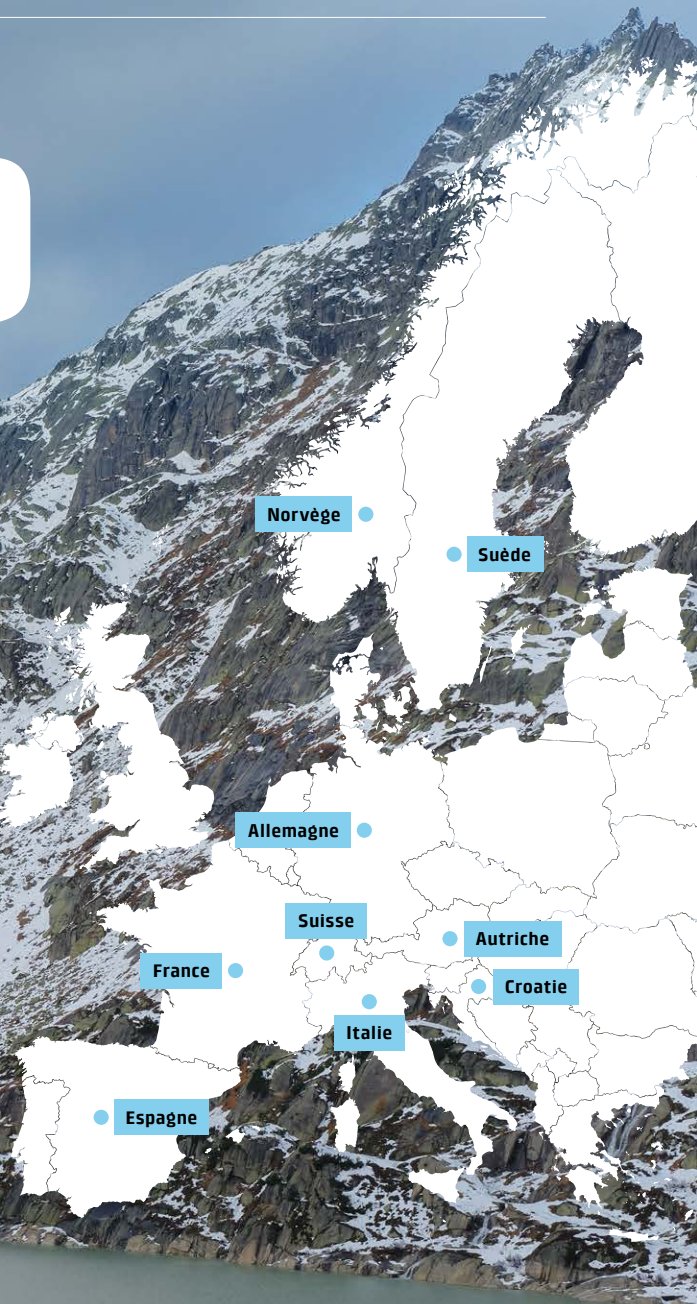 Norvège
Suède
Allemagne
Suisse
Autriche
France
Croatie
Italie
Espagne